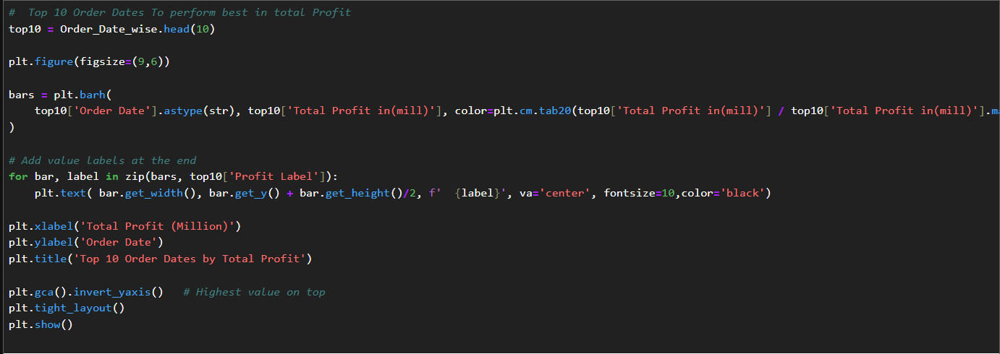 #  Top 10 Order Dates To perform best in total Profit
top10 = Order_Date_wise.head(10)
plt.figure(figsize=(9,6))
bars = plt.barh(
    top10['Order Date'].astype(str), top10['Total Profit in(mill)'], color=plt.cm.tab20(top10['Total Profit in(mill)'] / top10['Total Profit in(mill)'].m
)
# Add value labels at the end
for bar, label in zip(bars, top10['Profit Label']):
    plt.text( bar.get_width(), bar.get_y() + bar.get_height()/2, f'  {label}', va='center', fontsize=10,color='black')
plt.xlabel('Total Profit (Million)')
plt.ylabel('Order Date')
plt.title('Top 10 Order Dates by Total Profit')
plt.gca().invert_yaxis()   # Highest value on top
plt.tight_layout()
plt.show()